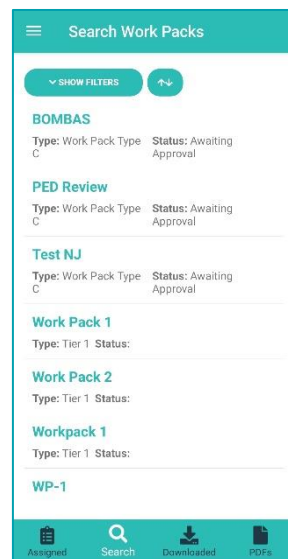 Search Work Packs
SHOW FILTERS
BOMBAS
Type: Work Pack Type Status: Awaiting
C Approval
PED Review
Type: Work Pack Type Status: Awaiting
C Approval
Test NJ
Type: Work Pack Type Status: Awaiting
C Approval
Work Pack 1
Type: Tier 1 Status:
Work Pack 2
Type: Tier 1 Status:
Workpack 1
Type: Tier 1 Status:
WP-1
Assigned Search Downloaded PDFs